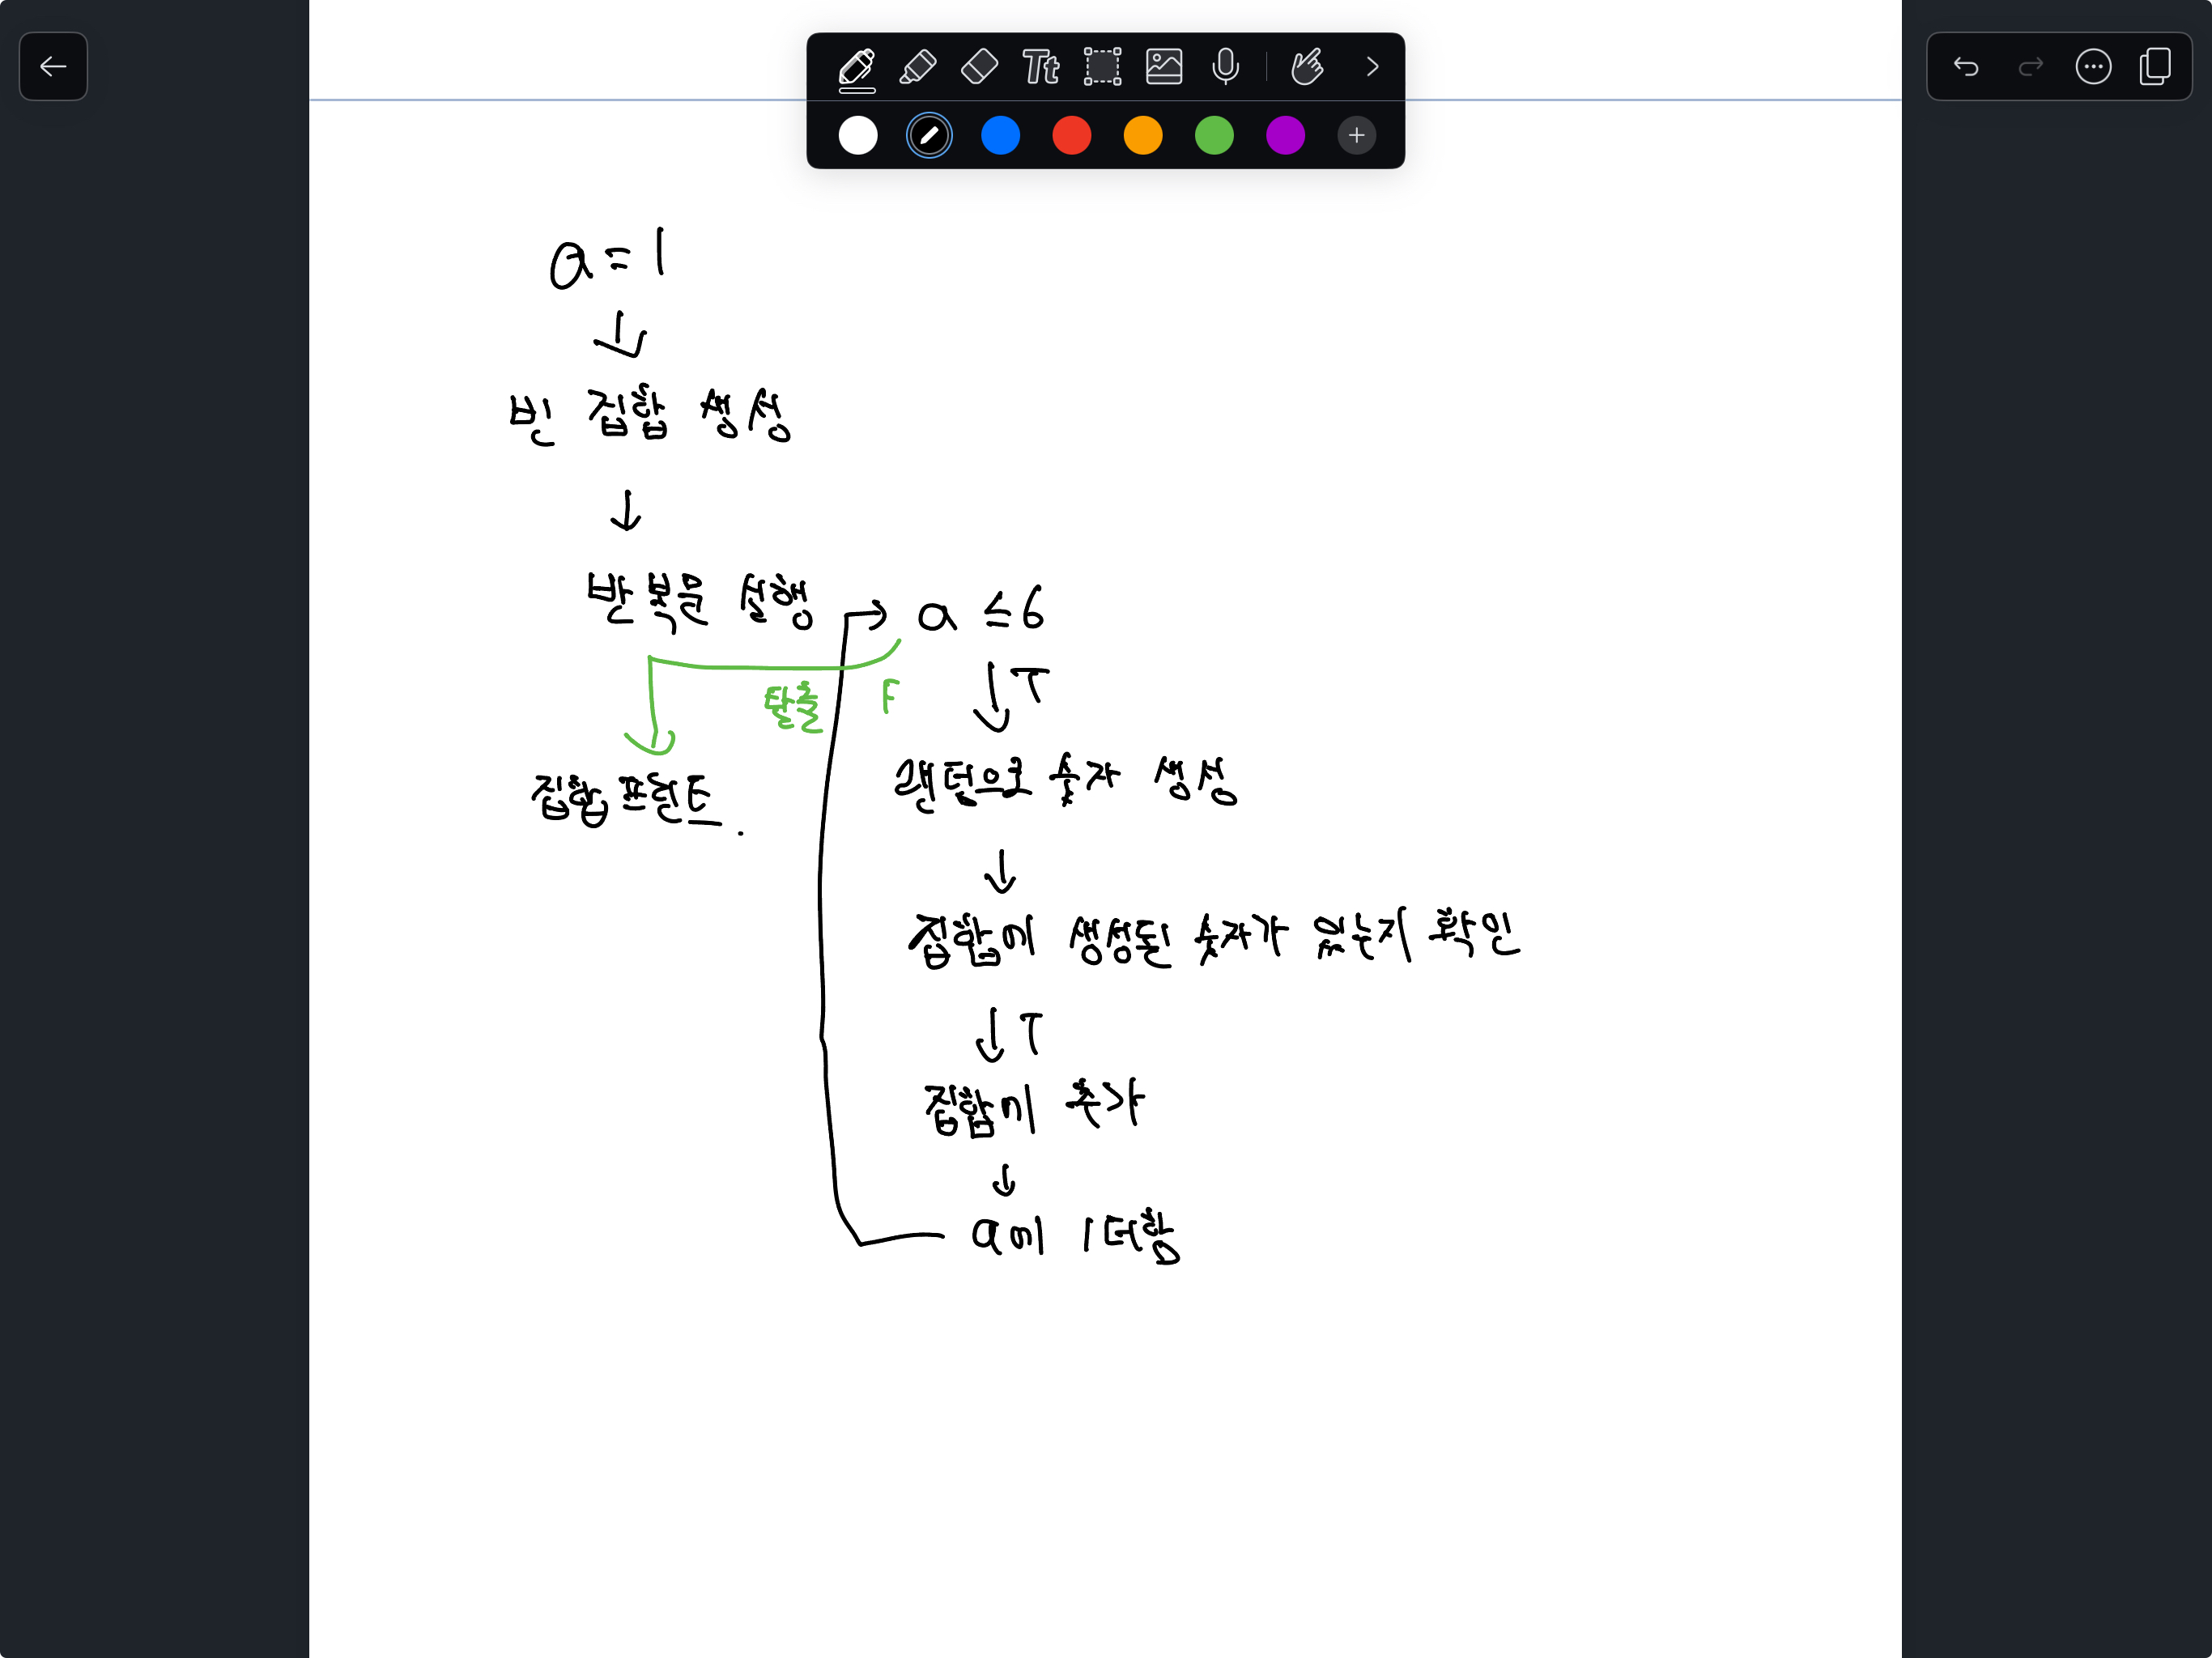 a = 1
빈 집합 생성
반복문 실행
a ≤ 6
F
탈출
T
집합 프린트.
랜덤으로 숫자 생성
집합에 생성된 숫자가 있는지 확인
T
집합에 추가
a에 1 더함